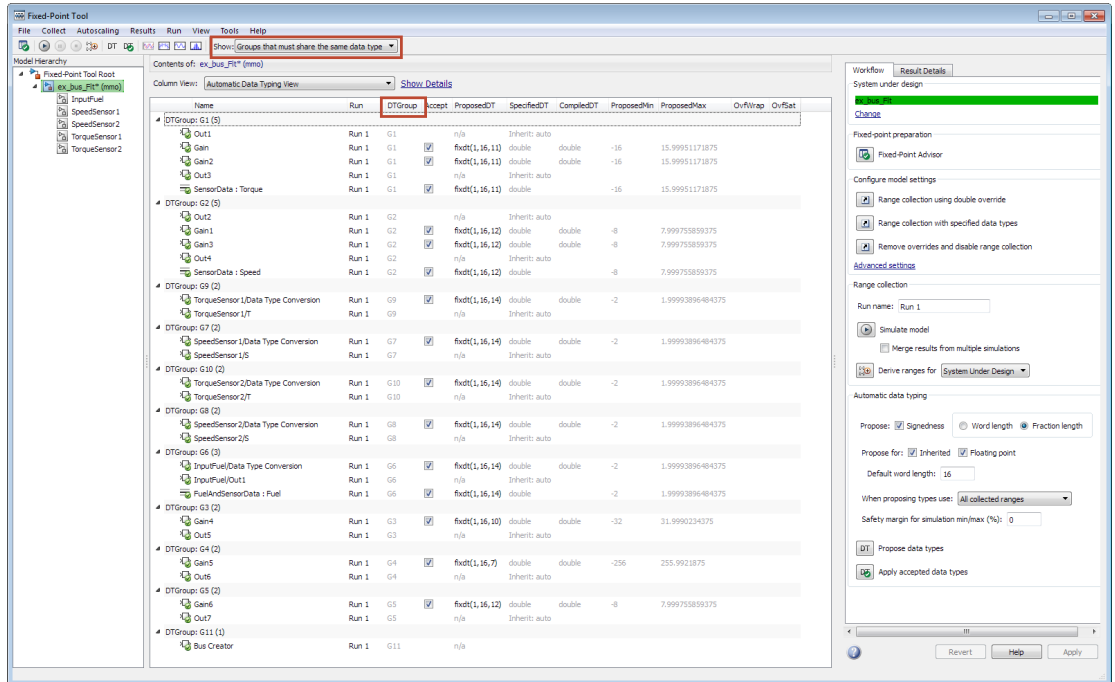 Fixed-Point Tool
File Collect Autoscaling Results Run View Tools Help
DT Show: Groups that must share the same data type
Model Hierarchy
Fixed-Point Tool Root
ex_bus_Flt* (mmo)
InputFuel
SpeedSensor1
SpeedSensor2
TorqueSensor1
TorqueSensor2
Contents of: ex_bus_Flt* (mmo)
Column View: Automatic Data Typing View Show Details
Name Run DTGroup Accept ProposedDT SpecifiedDT CompiledDT ProposedMin ProposedMax OvfWrap OvfSat
DTGroup: G1 (5)
Out1 Run 1 G1 n/a Inherit: auto
Gain Run 1 G1 fixdt(1,16,11) double double -16 15.99951171875
Gain2 Run 1 G1 fixdt(1,16,11) double double -16 15.99951171875
Out3 Run 1 G1 n/a Inherit: auto
SensorData : Torque Run 1 G1 fixdt(1,16,11) double -16 15.99951171875
DTGroup: G2 (5)
Out2 Run 1 G2 n/a Inherit: auto
Gain1 Run 1 G2 fixdt(1,16,12) double double -8 7.999755859375
Gain3 Run 1 G2 fixdt(1,16,12) double double -8 7.999755859375
Out4 Run 1 G2 n/a Inherit: auto
SensorData : Speed Run 1 G2 fixdt(1,16,12) double -8 7.999755859375
DTGroup: G9 (2)
TorqueSensor1/Data Type Conversion Run 1 G9 fixdt(1,16,14) double double -2 1.99993896484375
TorqueSensor1/T Run 1 G9 n/a Inherit: auto
DTGroup: G7 (2)
SpeedSensor1/Data Type Conversion Run 1 G7 fixdt(1,16,14) double double -2 1.99993896484375
SpeedSensor1/S Run 1 G7 n/a Inherit: auto
DTGroup: G10 (2)
TorqueSensor2/Data Type Conversion Run 1 G10 fixdt(1,16,14) double double -2 1.99993896484375
TorqueSensor2/T Run 1 G10 n/a Inherit: auto
DTGroup: G8 (2)
SpeedSensor2/Data Type Conversion Run 1 G8 fixdt(1,16,14) double double -2 1.99993896484375
SpeedSensor2/S Run 1 G8 n/a Inherit: auto
DTGroup: G6 (3)
InputFuel/Data Type Conversion Run 1 G6 fixdt(1,16,14) double double -2 1.99993896484375
InputFuel/Out1 Run 1 G6 n/a Inherit: auto
FuelAndSensorData : Fuel Run 1 G6 fixdt(1,16,14) double -2 1.99993896484375
DTGroup: G3 (2)
Gain4 Run 1 G3 fixdt(1,16,10) double double -32 31.9990234375
Out5 Run 1 G3 n/a Inherit: auto
DTGroup: G4 (2)
Gain5 Run 1 G4 fixdt(1,16,7) double double -256 255.9921875
Out6 Run 1 G4 n/a Inherit: auto
DTGroup: G5 (2)
Gain6 Run 1 G5 fixdt(1,16,12) double double -8 7.999755859375
Out7 Run 1 G5 n/a Inherit: auto
DTGroup: G11 (1)
Bus Creator Run 1 G11 n/a
Workflow Result Details
System under design
ex_bus_Flt
Change
Fixed-point preparation
Fixed-Point Advisor
Configure model settings
Range collection using double override
Range collection with specified data types
Remove overrides and disable range collection
Advanced settings
Range collection
Run name: Run 1
Simulate model
Merge results from multiple simulations
Derive ranges for System Under Design
Automatic data typing
Propose: Signedness Word length Fraction length
Propose for: Inherited Floating point
Default word length: 16
When proposing types use: All collected ranges
Safety margin for simulation min/max (%): 0
DT Propose data types
Apply accepted data types
Revert Help Apply